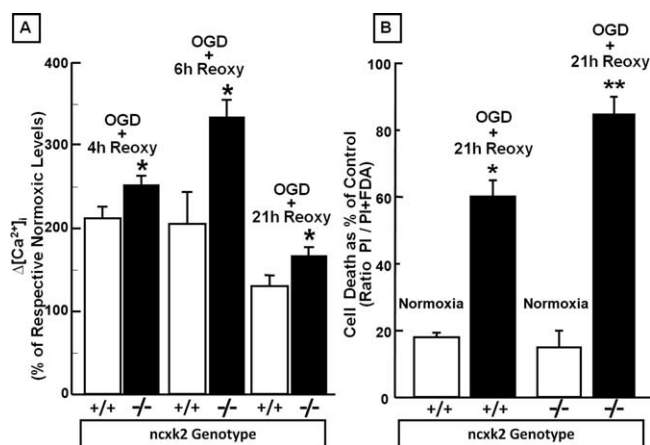 A
OGD
+
6h Reoxy
*
OGD
+
4h Reoxy
*
OGD
+
21h Reoxy
*
400
300
200
100
0
Δ[Ca²⁺]i
(% of Respective Normoxic Levels)
+/+ -/- +/+ -/- +/+ -/-
ncxk2 Genotype
B
OGD
+
21h Reoxy
**
OGD
+
21h Reoxy
*
Normoxia
Normoxia
100
80
60
40
20
0
Cell Death as % of Control
(Ratio PI / PI+FDA)
+/+ +/+ -/- -/-
ncxk2 Genotype